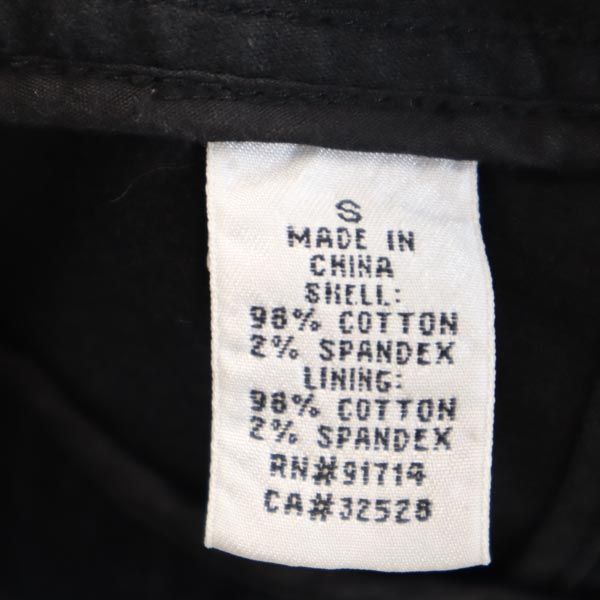 S
MADE IN
CHINA
SHELL:
98% COTTON
2% SPANDEX
LINING:
98% COTTON
2% SPANDEX
RN#91714
CA#32528